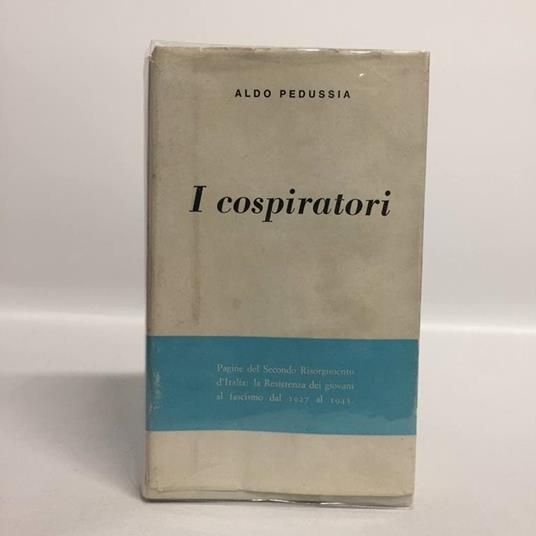 ALDO PEDUSSIA
I cospiratori
Pagine del Secondo Risorgimento
d'Italia: la Resistenza dei giovani
al fascismo dal 1927 al 1943.